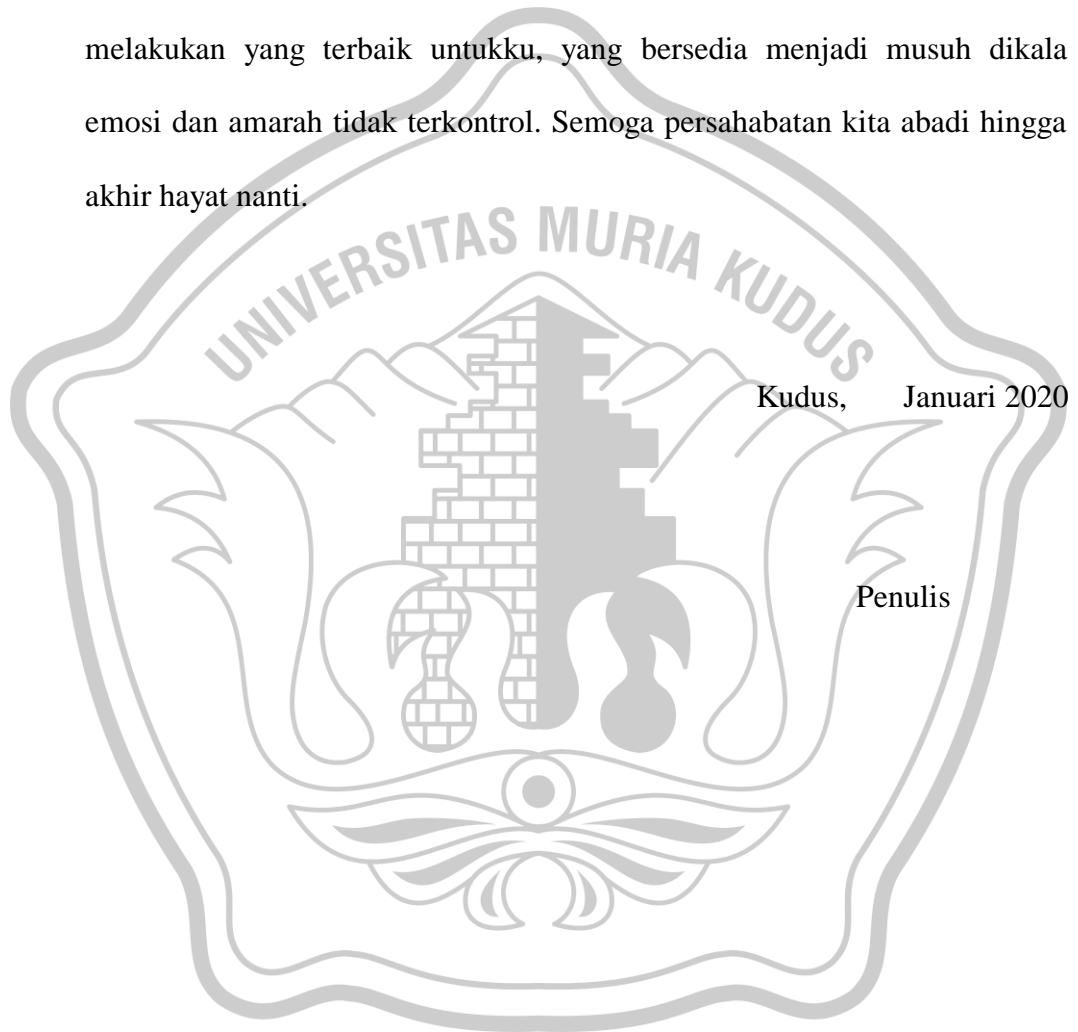 melakukan yang terbaik untukku, yang bersedia menjadi musuh dikala
emosi dan amarah tidak terkontrol. Semoga persahabatan kita abadi hingga
akhir hayat nanti.
UNIVERSITAS MURIA KUDUS
Kudus, Januari 2020
Penulis